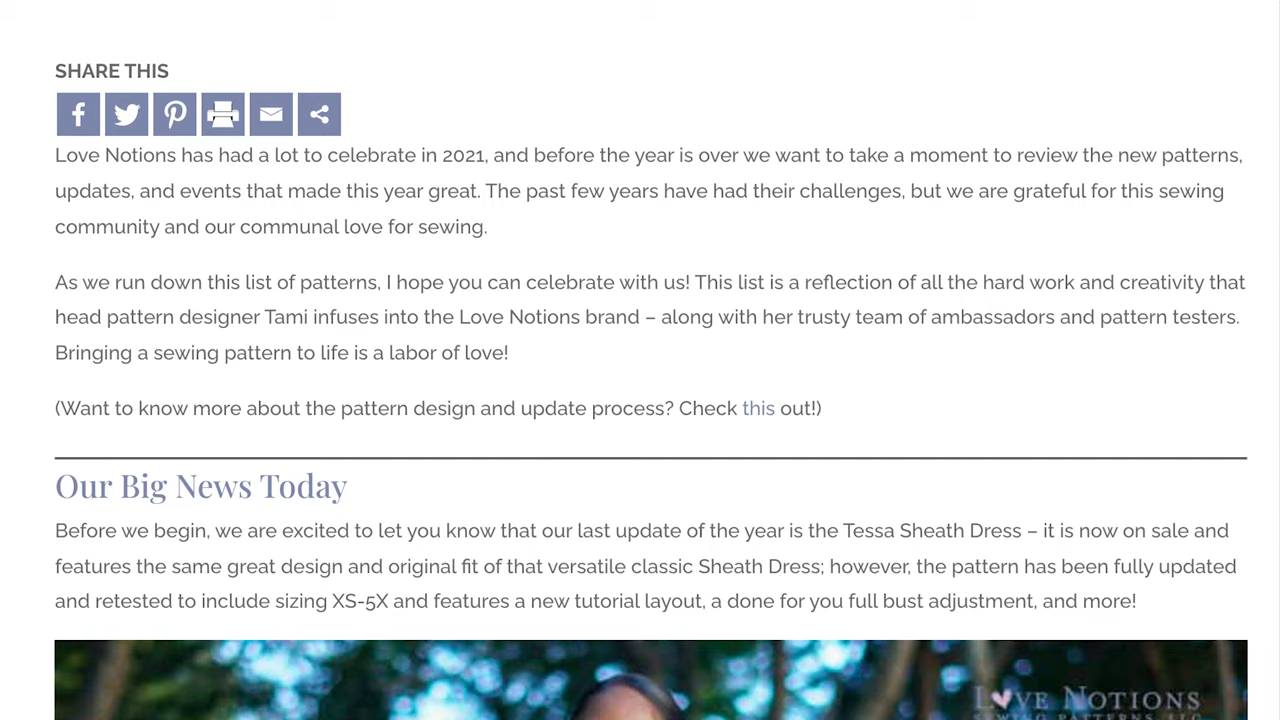 SHARE THIS
Love Notions has had a lot to celebrate in 2021, and before the year is over we want to take a moment to review the new patterns,
updates, and events that made this year great. The past few years have had their challenges, but we are grateful for this sewing
community and our communal love for sewing.
As we run down this list of patterns, I hope you can celebrate with us! This list is a reflection of all the hard work and creativity that
head pattern designer Tami infuses into the Love Notions brand – along with her trusty team of ambassadors and pattern testers.
Bringing a sewing pattern to life is a labor of love!
(Want to know more about the pattern design and update process? Check this out!)
Our Big News Today
Before we begin, we are excited to let you know that our last update of the year is the Tessa Sheath Dress – it is now on sale and
features the same great design and original fit of that versatile classic Sheath Dress; however, the pattern has been fully updated
and retested to include sizing XS-5X and features a new tutorial layout, a done for you full bust adjustment, and more!
LOVE NOTIONS
SEWING PATTERNS, LLC